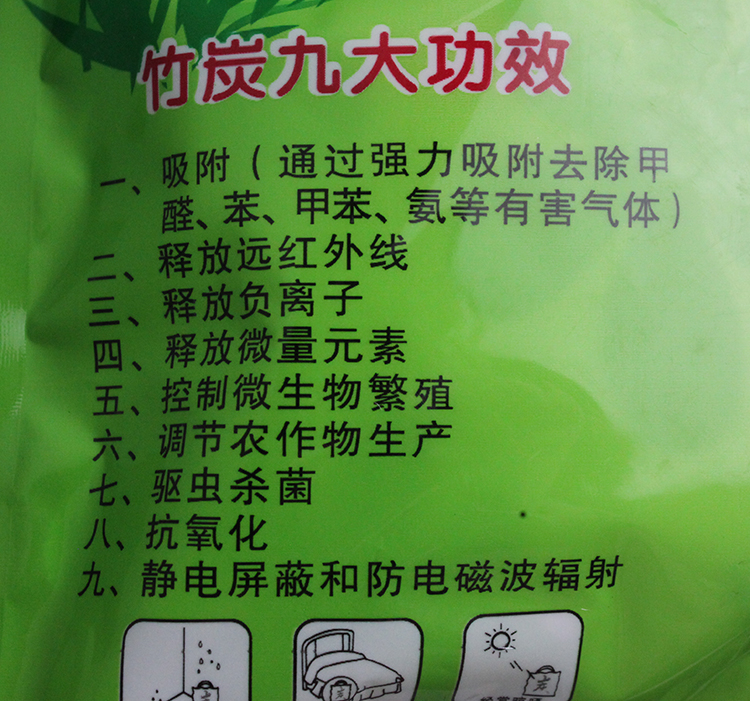 竹炭九大功效
一、吸附（通过强力吸附去除甲
醛、苯、甲苯、氨等有害气体）
二、释放远红外线
三、释放负离子
四、释放微量元素
五、控制微生物繁殖
六、调节农作物生产
七、驱虫杀菌
八、抗氧化
九、静电屏蔽和防电磁波辐射
炭
炭
炭